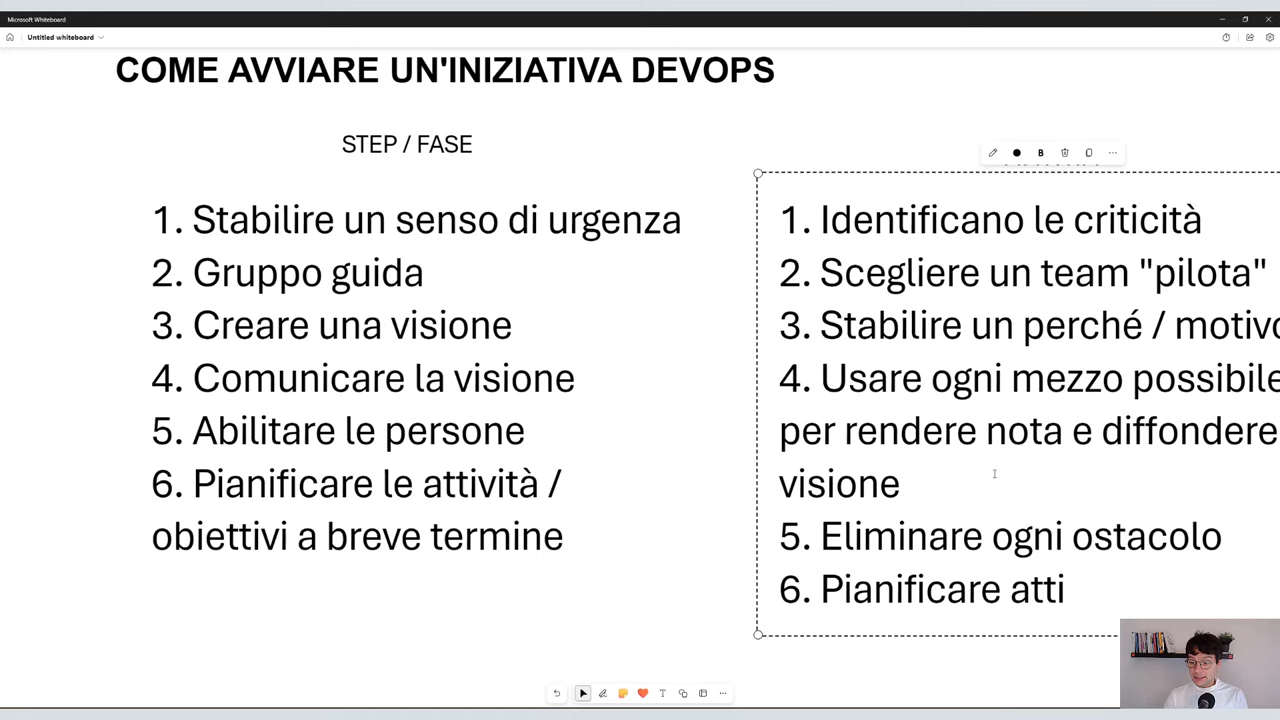 Microsoft Whiteboard
Untitled whiteboard
COME AVVIARE UN'INIZIATIVA DEVOPS
STEP / FASE
1. Stabilire un senso di urgenza
2. Gruppo guida
3. Creare una visione
4. Comunicare la visione
5. Abilitare le persone
6. Pianificare le attività /
obiettivi a breve termine
B
1. Identificano le criticità
2. Scegliere un team "pilota"
3. Stabilire un perché /
4. Usare ogni mezzo possibile
per rendere nota e diffondere
visione
5. Eliminare ogni ostacolo
6. Pianificare atti